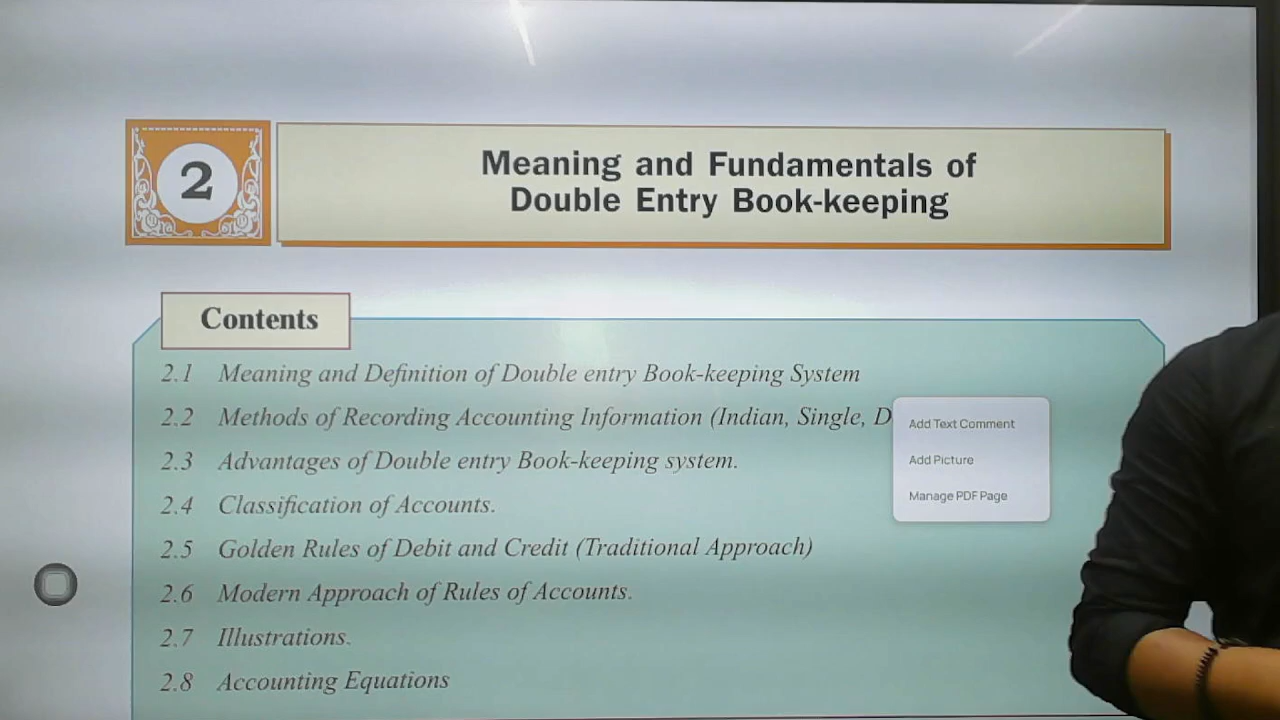 2
Meaning and Fundamentals of
Double Entry Book-keeping
Contents
2.1 Meaning and Definition of Double entry Book-keeping System
2.2 Methods of Recording Accounting Information (Indian, Single, D
2.3 Advantages of Double entry Book-keeping system.
2.4 Classification of Accounts.
2.5 Golden Rules of Debit and Credit (Traditional Approach)
2.6 Modern Approach of Rules of Accounts.
2.7 Illustrations.
2.8 Accounting Equations
Add Text Comment
Add Picture
Manage PDF Page